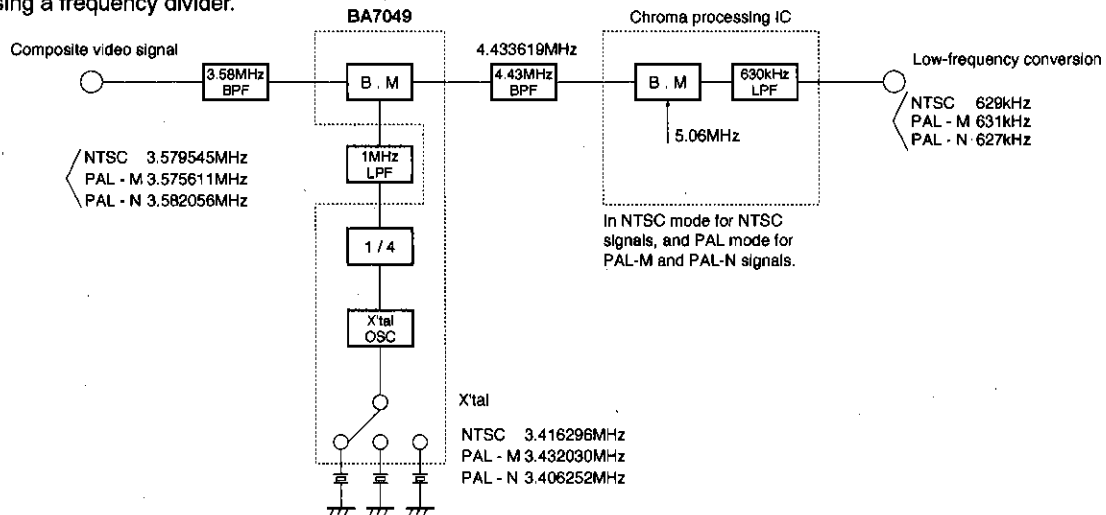 sing a frequency divider.
BA7049
Chroma processing IC
Composite video signal
4.433619MHz
Low-frequency conversion
3.58MHz
BPF
B . M
4.43MHz
BPF
B . M
630kHz
LPF
5.06MHz
NTSC 629kHz
PAL - M 631kHz
PAL - N 627kHz
NTSC 3.579545MHz
PAL - M 3.575611MHz
PAL - N 3.582056MHz
1MHz
LPF
In NTSC mode for NTSC
signals, and PAL mode for
PAL-M and PAL-N signals.
1 / 4
X'tal
OSC
X'tal
NTSC 3.416296MHz
PAL - M 3.432030MHz
PAL - N 3.406252MHz